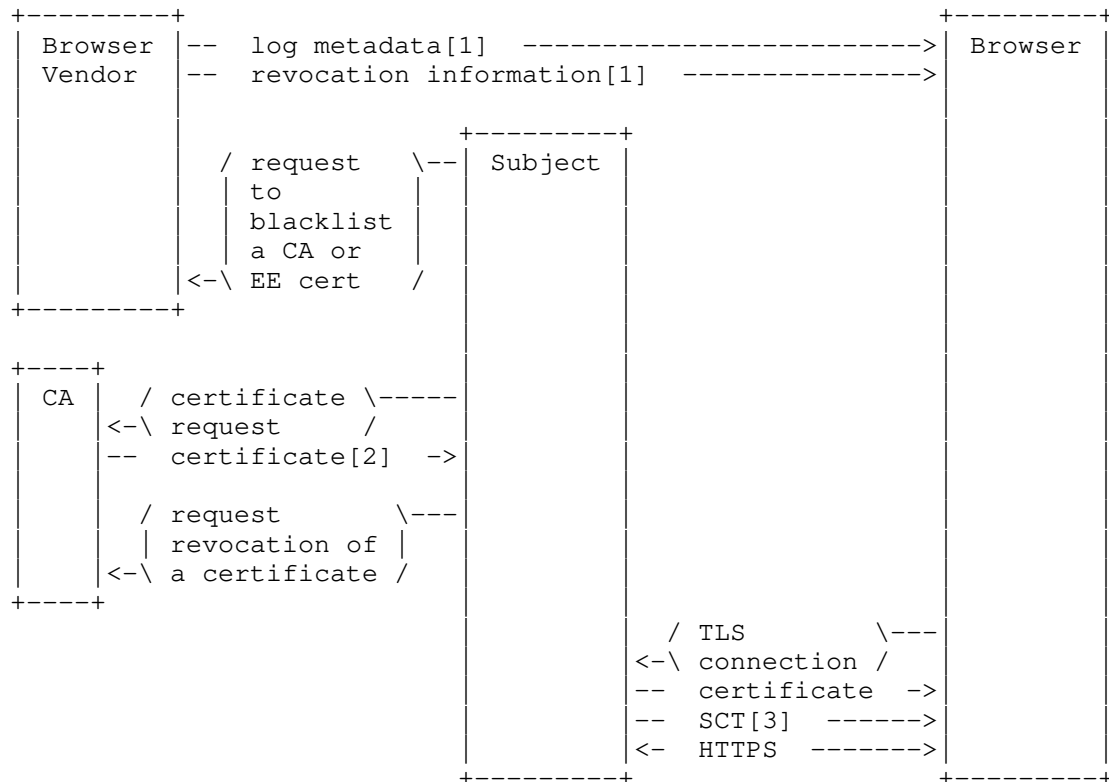 Browser -- log metadata[1] -------------------------> Browser
Vendor -- revocation information[1] --------------->
/ request \-- Subject
to
blacklist
a CA or
<-\ EE cert /
CA / certificate \-----
<-\ request /
-- certificate[2] ->
/ request \---
revocation of
<-\ a certificate /
/ TLS \---
<-\ connection /
-- certificate ->
-- SCT[3] ------>
<- HTTPS ------->